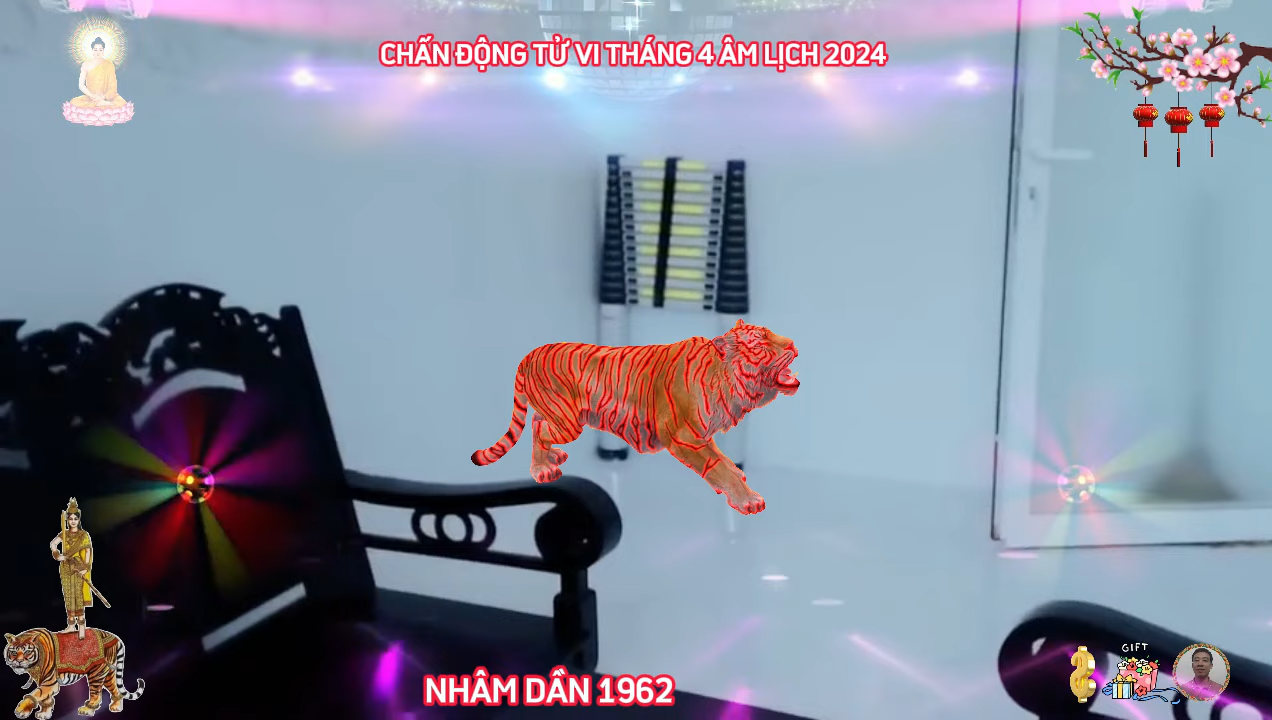 CHẤN ĐỘNG TỬ VI THÁNG 4 ÂM LỊCH 2024
GIFT
NHÂM DẦN 1962